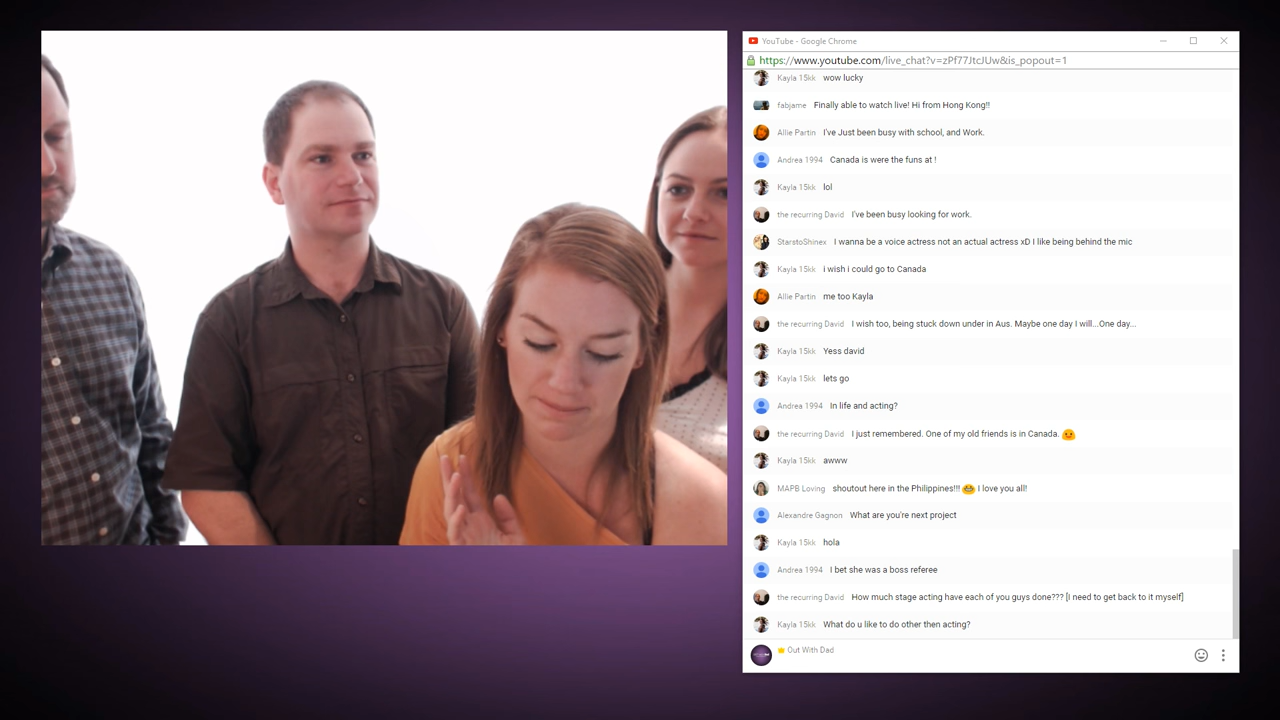 YouTube - Google Chrome
https://www.youtube.com/live_chat?v=zPf77JtcJUw&is_popout=1
Kayla 15kk wow lucky
fabjame Finally able to watch live! Hi from Hong Kong!!
Allie Partin I've Just been busy with school, and Work.
Andrea 1994 Canada is were the funs at !
Kayla 15kk lol
the recurring David I've been busy looking for work.
StarstoShinex I wanna be a voice actress not an actual actress xD I like being behind the mic
Kayla 15kk i wish i could go to Canada
Allie Partin me too Kayla
the recurring David I wish too, being stuck down under in Aus. Maybe one day I will...One day...
Kayla 15kk Yess david
Kayla 15kk lets go
Andrea 1994 In life and acting?
the recurring David I just remembered. One of my old friends is in Canada.
Kayla 15kk awww
MAPB Loving shoutout here in the Philippines!!! I love you all!
Alexandre Gagnon What are you're next project
Kayla 15kk hola
Andrea 1994 I bet she was a boss referee
the recurring David How much stage acting have each of you guys done??? [I need to get back to it myself]
Kayla 15kk What do u like to do other then acting?
Out With Dad